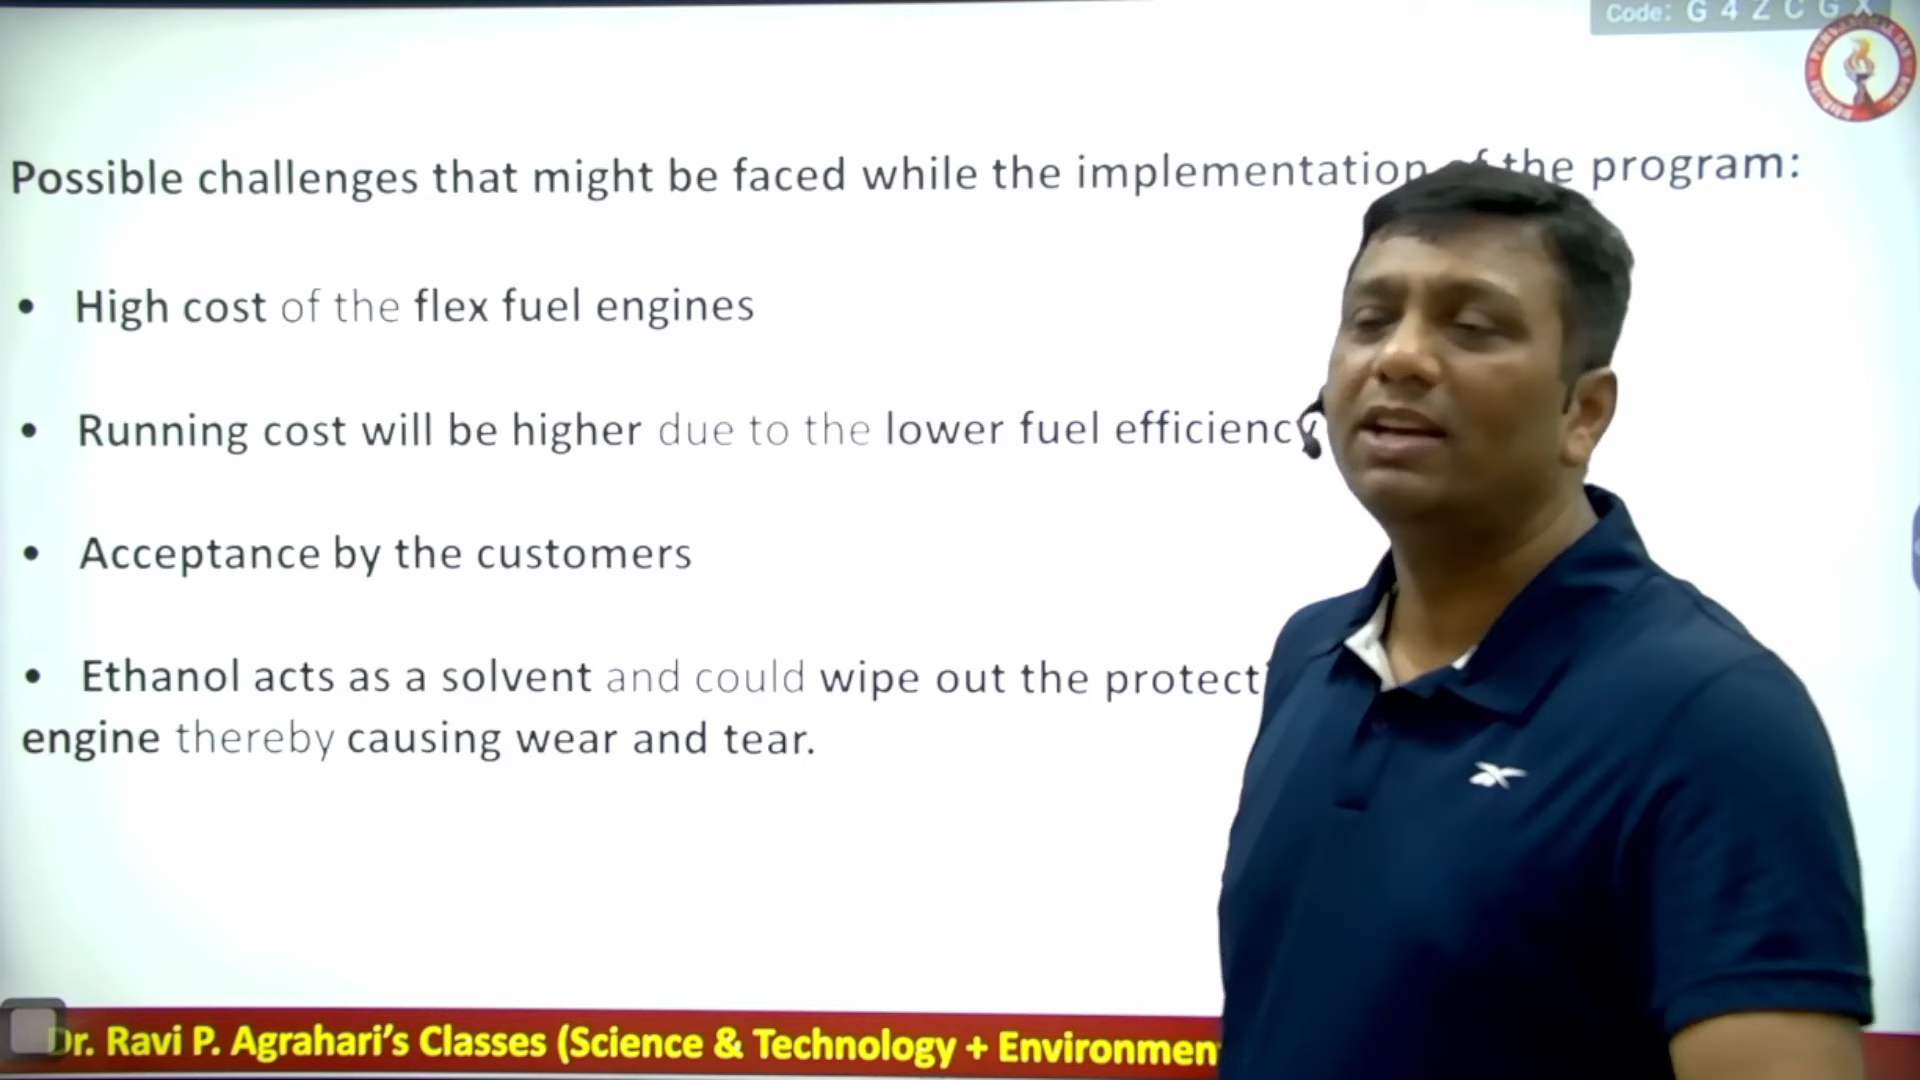 Code: G 4 Z C G X
Possible challenges that might be faced while the implementation of the program:
• High cost of the flex fuel engines
• Running cost will be higher due to the lower fuel efficiency
• Acceptance by the customers
• Ethanol acts as a solvent and could wipe out the protect
engine thereby causing wear and tear.
Dr. Ravi P. Agrahari's Classes (Science & Technology + Environmen